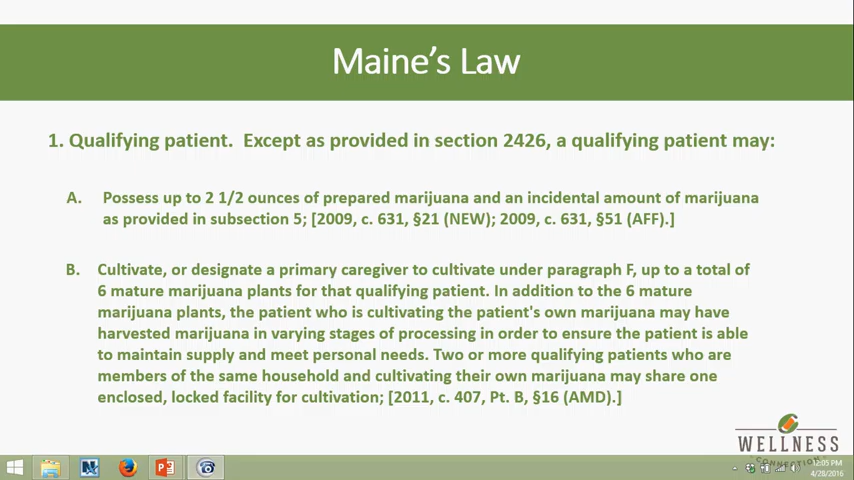 Maine's Law
1. Qualifying patient. Except as provided in section 2426, a qualifying patient may:
A. Possess up to 2 1/2 ounces of prepared marijuana and an incidental amount of marijuana
as provided in subsection 5; [2009, c. 631, §21 (NEW); 2009, c. 631, §51 (AFF).]
B. Cultivate, or designate a primary caregiver to cultivate under paragraph F, up to a total of
6 mature marijuana plants for that qualifying patient. In addition to the 6 mature
marijuana plants, the patient who is cultivating the patient's own marijuana may have
harvested marijuana in varying stages of processing in order to ensure the patient is able
to maintain supply and meet personal needs. Two or more qualifying patients who are
members of the same household and cultivating their own marijuana may share one
enclosed, locked facility for cultivation; [2011, c. 407, Pt. B, §16 (AMD).]
WELLNESS
CONNECTION
12:05 PM
4/28/2016